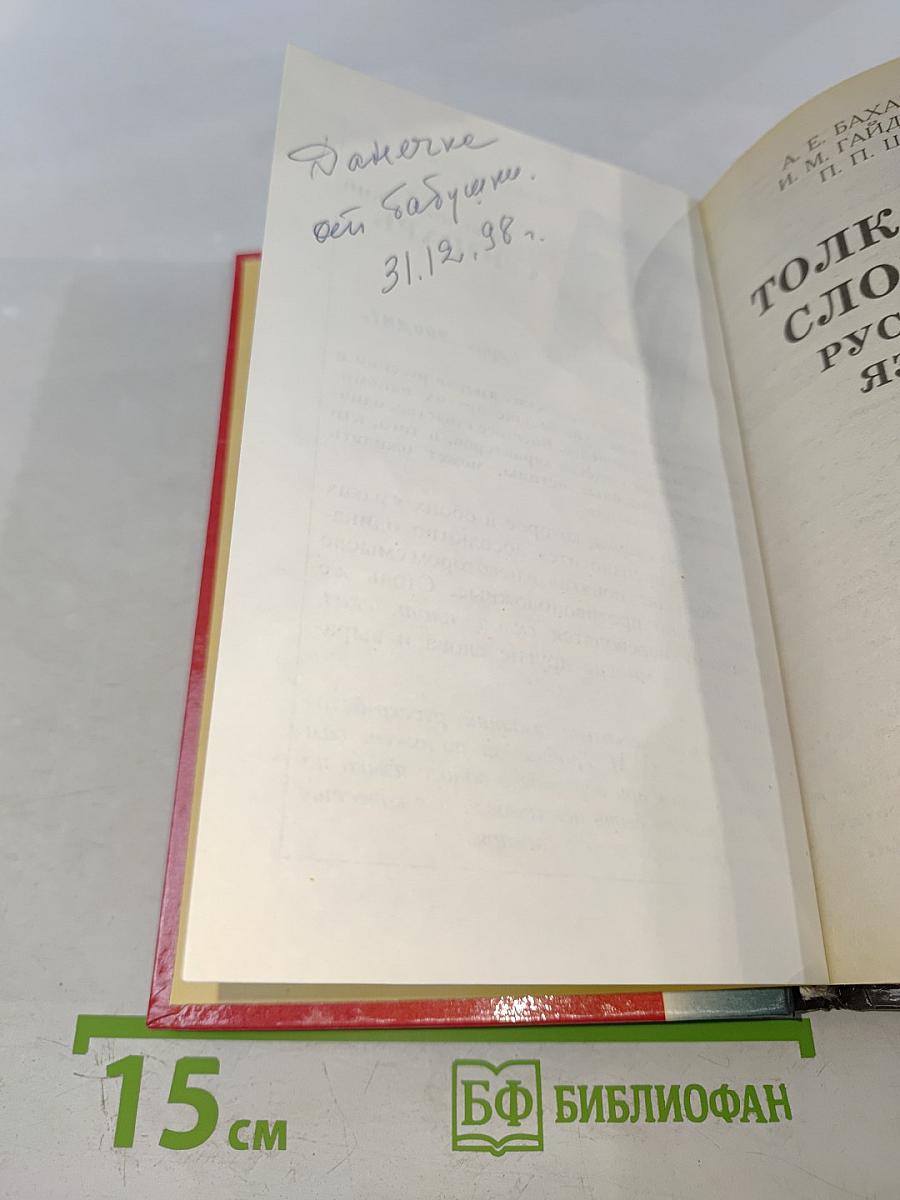 Данечке
от бабушки.
31.12.98 г.
А. Е. БАХА
И. М. ГАЙД
П. П. Ц
ТОЛК
СЛО
РУС
ЯЗ
15 см
БФ БИБЛИОФАН